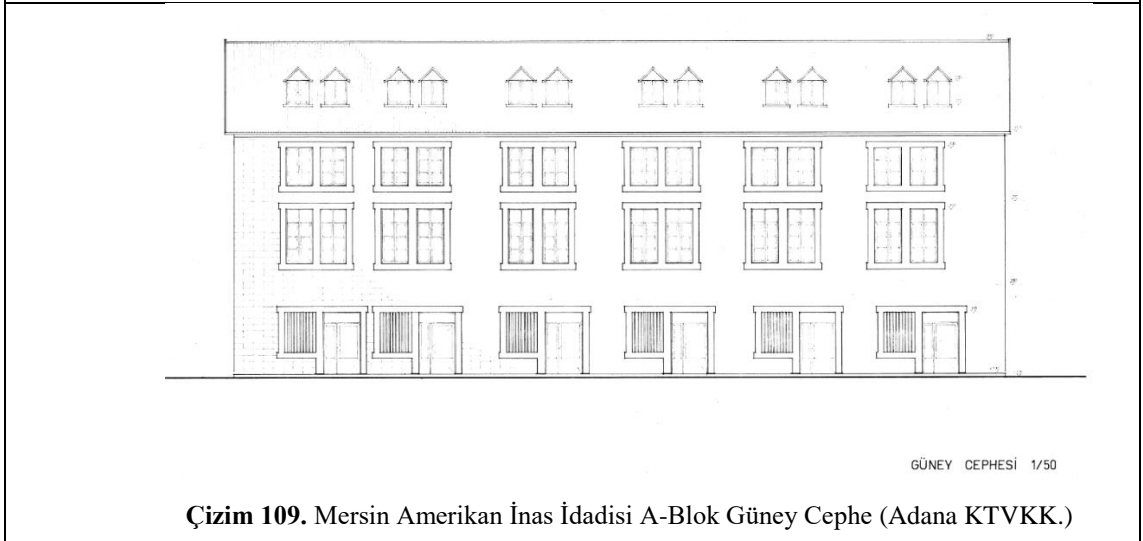 GÜNEY CEPHESİ 1/50
Çizim 109. Mersin Amerikan İnas İdadisi A-Blok Güney Cephe (Adana KTVKK.)